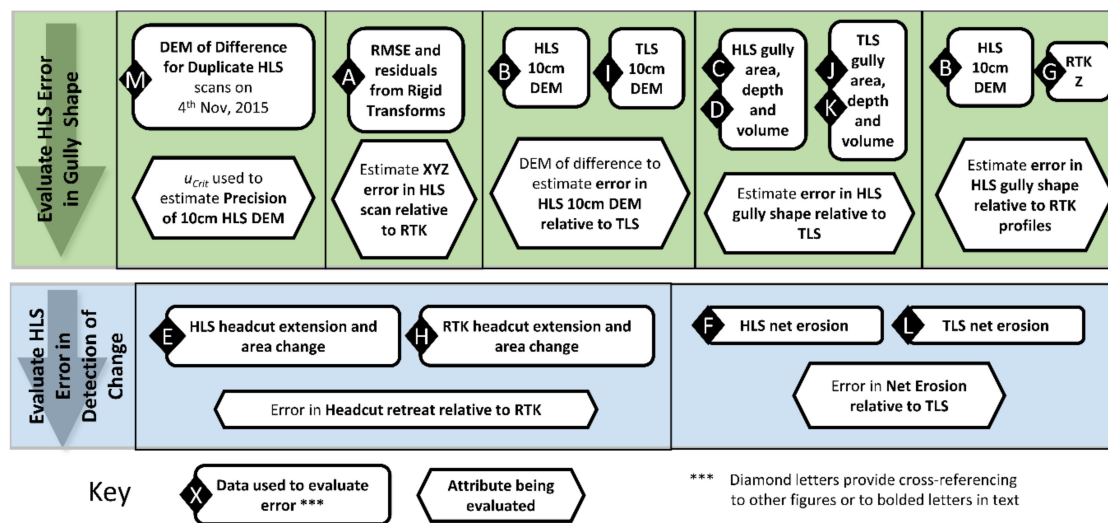 Evaluate HLS Error
in Gully Shape
M
DEM of Difference
for Duplicate HLS
scans on
4th Nov, 2015
uCrit used to
estimate Precision
of 10cm HLS DEM
A
RMSE and
residuals
from Rigid
Transforms
Estimate XYZ
error in HLS
scan relative
to RTK
B
HLS
10cm
DEM
I
TLS
10cm
DEM
DEM of difference to
estimate error in
HLS 10cm DEM
relative to TLS
C
D
HLS gully
area,
depth
and
volume
J
K
TLS
gully
area,
depth
and
volume
Estimate error in HLS
gully shape relative to
TLS
B
HLS
10cm
DEM
G
RTK
Z
Estimate error in
HLS gully shape
relative to RTK
profiles
Evaluate HLS
Error in
Detection of
Change
E
HLS headcut extension and
area change
H
RTK headcut extension and
area change
Error in Headcut retreat relative to RTK
F
HLS net erosion
L
TLS net erosion
Error in Net Erosion
relative to TLS
Key
X
Data used to evaluate
error ***
Attribute being
evaluated
*** Diamond letters provide cross-referencing
to other figures or to bolded letters in text